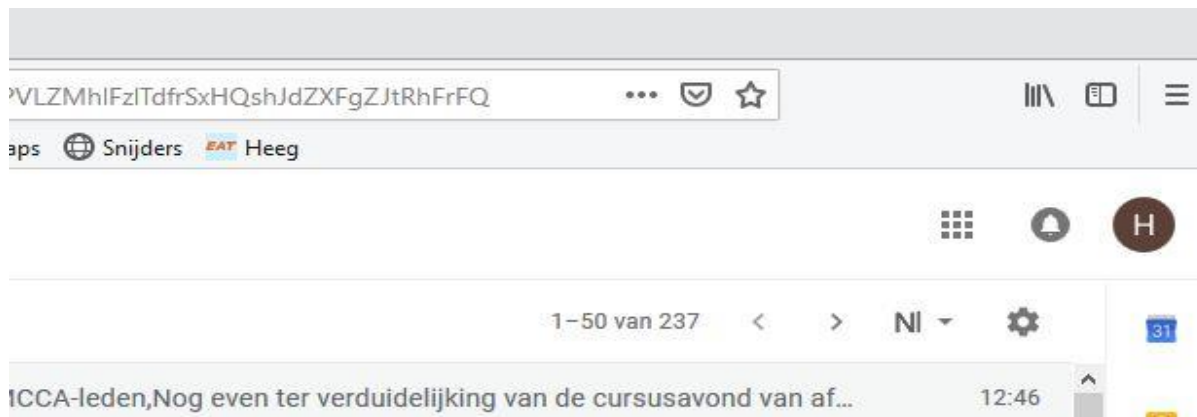 PVLZMhlFzlTdfrSxHQshJdZXFgZJtRhFrFQ
aps Snijders EAT Heeg
H
1–50 van 237 < > Nl
31
MCCA-leden,Nog even ter verduidelijking van de cursusavond van af... 12:46